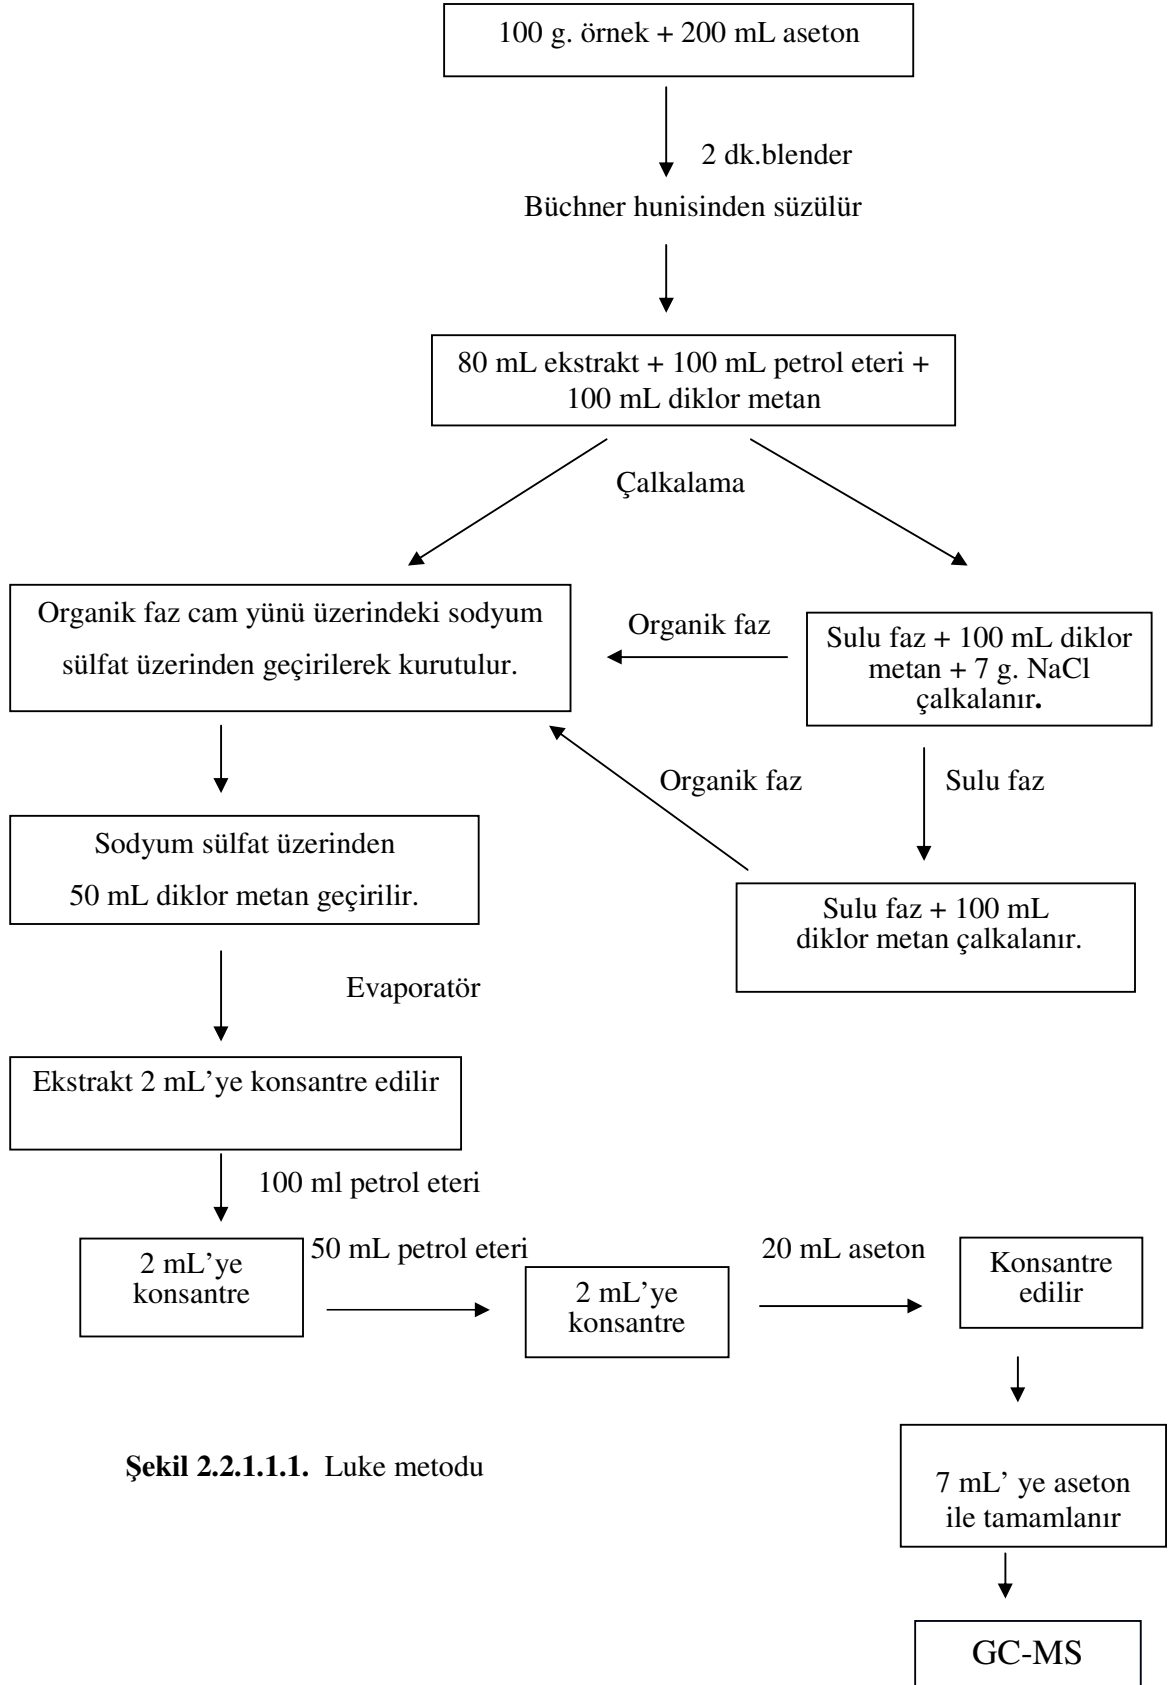 100 g. örnek + 200 mL aseton
2 dk.blender
Büchner hunisinden süzülür
80 mL ekstrakt + 100 mL petrol eteri +
100 mL diklor metan
Çalkalama
Organik faz cam yünü üzerindeki sodyum
sülfat üzerinden geçirilerek kurutulur.
Organik faz
Sulu faz + 100 mL diklor
metan + 7 g. NaCl
çalkalanır.
Organik faz
Sulu faz
Sodyum sülfat üzerinden
50 mL diklor metan geçirilir.
Sulu faz + 100 mL
diklor metan çalkalanır.
Evaporatör
Ekstrakt 2 mL’ye konsantre edilir
100 ml petrol eteri
2 mL’ye
konsantre
50 mL petrol eteri
2 mL’ye
konsantre
20 mL aseton
Konsantre
edilir
7 mL’ ye aseton
ile tamamlanır
Şekil 2.2.1.1.1. Luke metodu
GC-MS